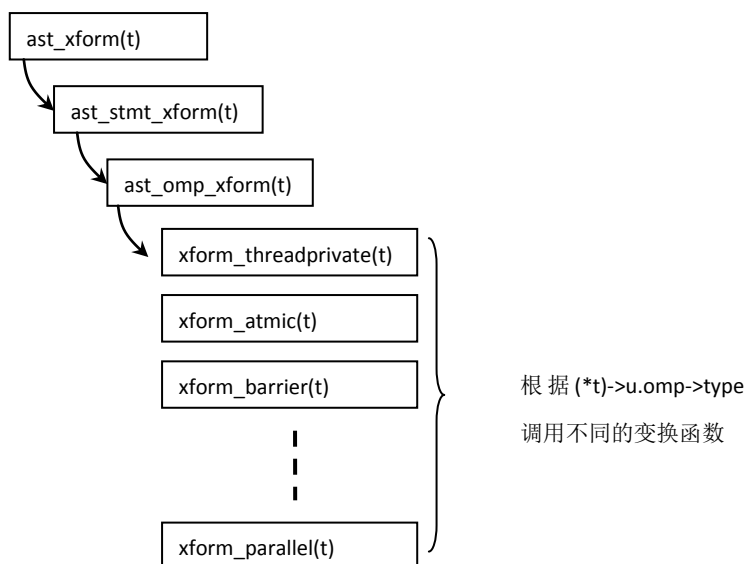 ast_xform(t)
ast_stmt_xform(t)
ast_omp_xform(t)
xform_threadprivate(t)
xform_atmic(t)
xform_barrier(t)
根 据 (*t)->u.omp->type
调用不同的变换函数
xform_parallel(t)